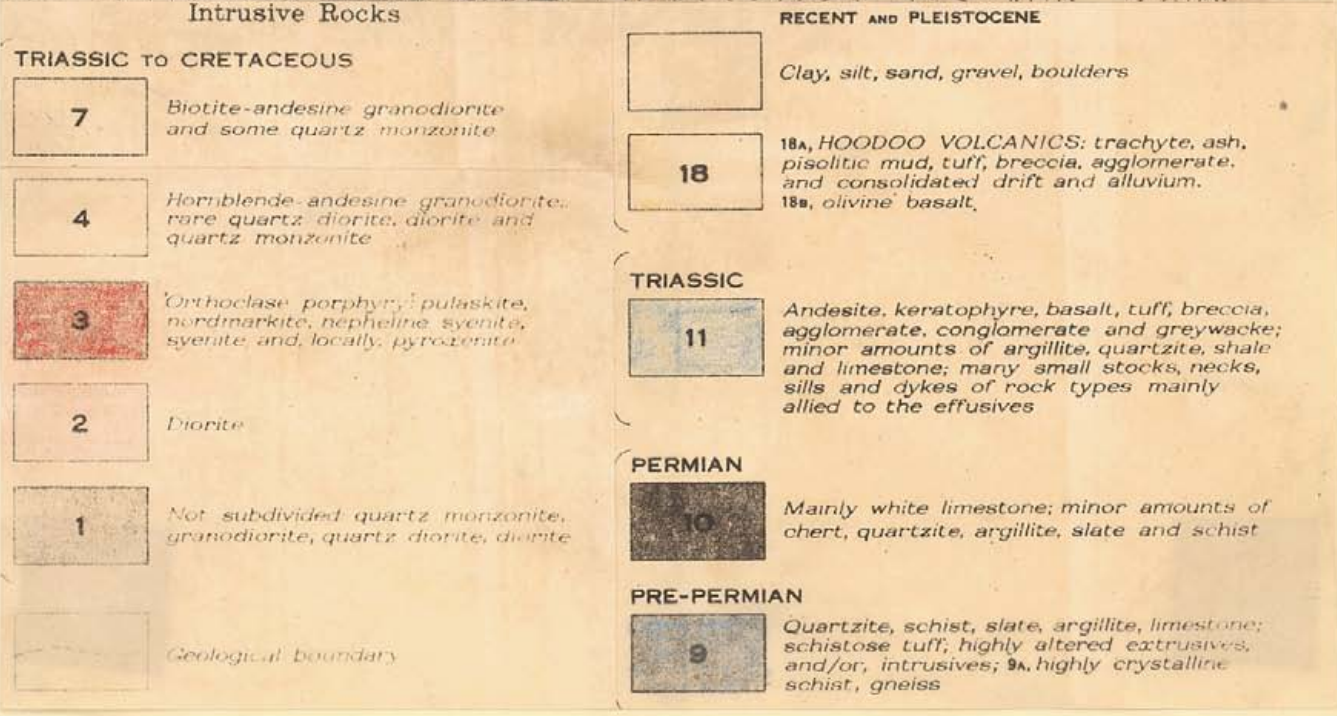 Intrusive Rocks
TRIASSIC TO CRETACEOUS
7
Biotite-andesine granodiorite
and some quartz monzonite
4
Hornblende-andesine granodiorite,
rare quartz diorite, diorite and
quartz monzonite
3
Orthoclase porphyry, pulaskite,
nordmarkite, nepheline syenite,
syenite and, locally, pyroxenite
2
Diorite
1
Not subdivided quartz monzonite,
granodiorite, quartz diorite, diorite
Geological boundary
RECENT AND PLEISTOCENE
Clay, silt, sand, gravel, boulders
18
18A, HOODOO VOLCANICS: trachyte, ash,
pisolitic mud, tuff, breccia, agglomerate,
and consolidated drift and alluvium.
18B, olivine basalt.
TRIASSIC
11
Andesite, keratophyre, basalt, tuff, breccia,
agglomerate, conglomerate and greywacke;
minor amounts of argillite, quartzite, shale
and limestone; many small stocks, necks,
sills and dykes of rock types mainly
allied to the effusives
PERMIAN
10
Mainly white limestone; minor amounts of
chert, quartzite, argillite, slate and schist
PRE-PERMIAN
9
Quartzite, schist, slate, argillite, limestone;
schistose tuff; highly altered extrusives,
and/or, intrusives; 9A, highly crystalline
schist, gneiss